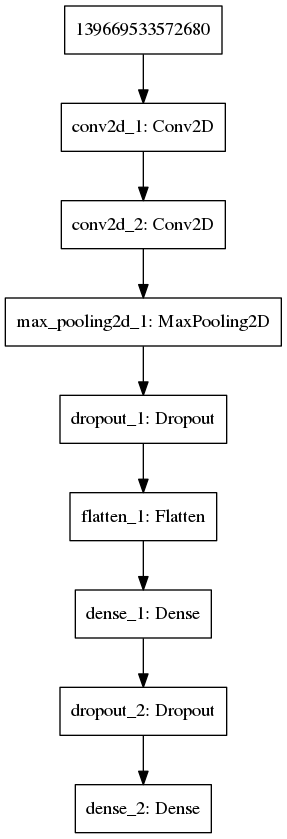 139669533572680
conv2d_1: Conv2D
conv2d_2: Conv2D
max_pooling2d_1: MaxPooling2D
dropout_1: Dropout
flatten_1: Flatten
dense_1: Dense
dropout_2: Dropout
dense_2: Dense